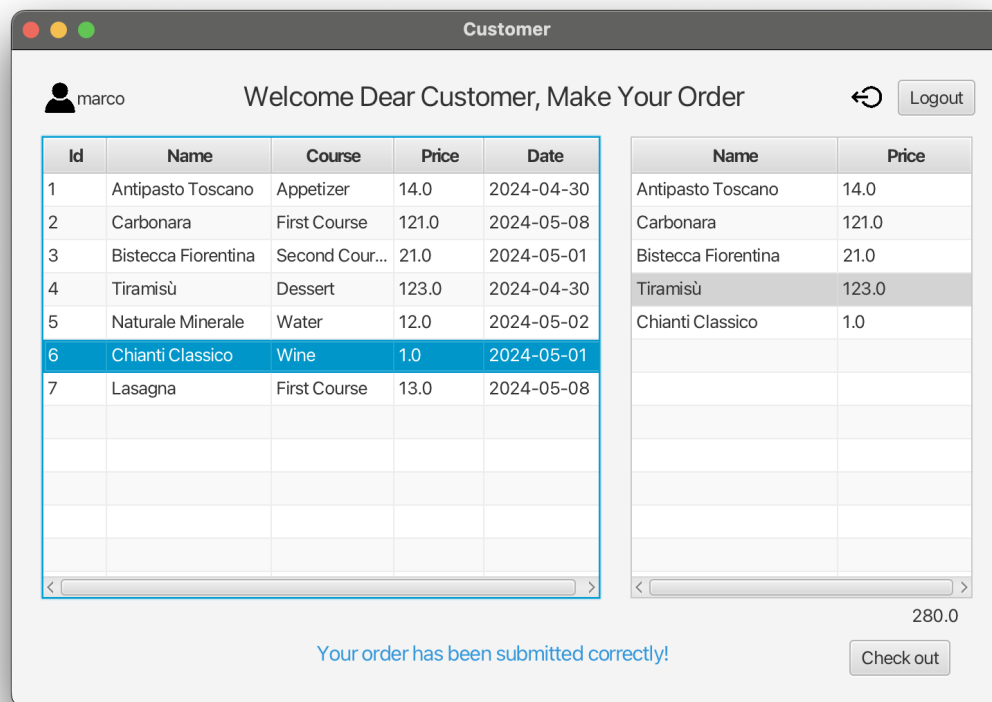 Customer
marco Welcome Dear Customer, Make Your Order Logout
Id Name Course Price Date
1 Antipasto Toscano Appetizer 14.0 2024-04-30
2 Carbonara First Course 121.0 2024-05-08
3 Bistecca Fiorentina Second Cour... 21.0 2024-05-01
4 Tiramisù Dessert 123.0 2024-04-30
5 Naturale Minerale Water 12.0 2024-05-02
6 Chianti Classico Wine 1.0 2024-05-01
7 Lasagna First Course 13.0 2024-05-08
Name Price
Antipasto Toscano 14.0
Carbonara 121.0
Bistecca Fiorentina 21.0
Tiramisù 123.0
Chianti Classico 1.0
280.0
Your order has been submitted correctly!
Check out